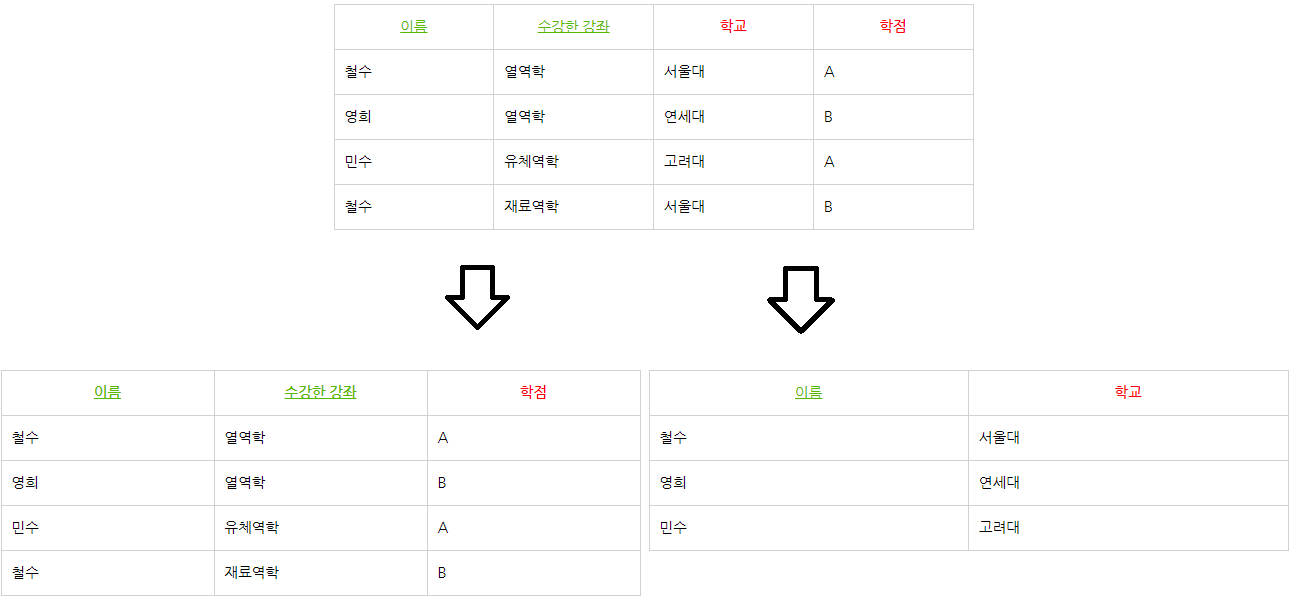 이름 수강한 강좌 학교 학점
철수 열역학 서울대 A
영희 열역학 연세대 B
민수 유체역학 고려대 A
철수 재료역학 서울대 B
이름 수강한 강좌 학점
철수 열역학 A
영희 열역학 B
민수 유체역학 A
철수 재료역학 B
이름 학교
철수 서울대
영희 연세대
민수 고려대